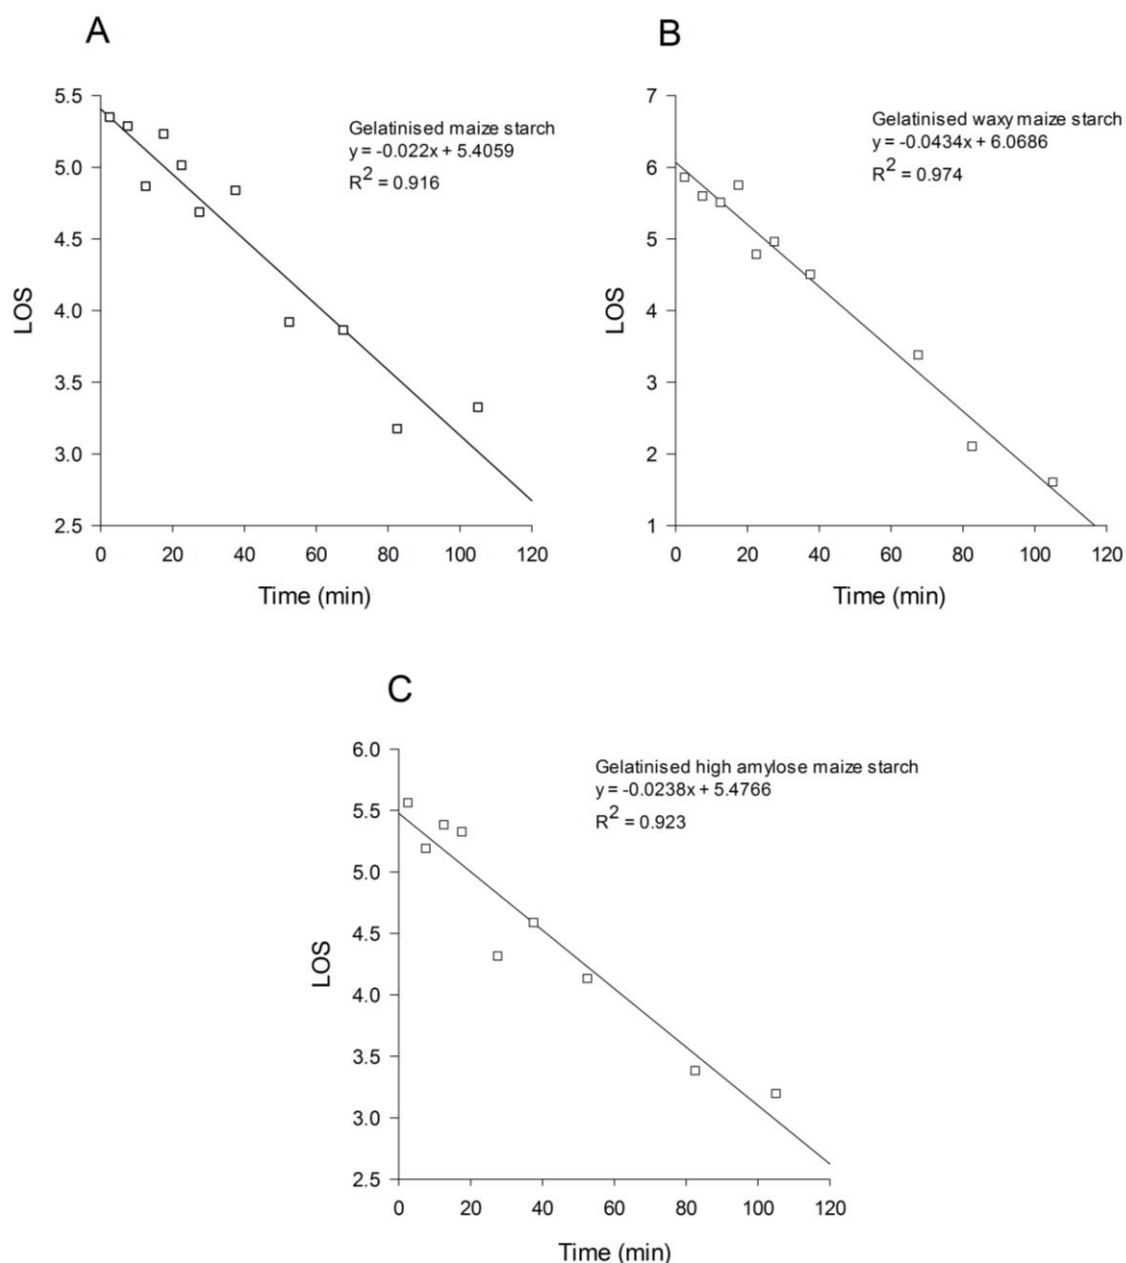 A
Gelatinised maize starch
y = -0.022x + 5.4059
R2 = 0.916
LOS
5.5
5.0
4.5
4.0
3.5
3.0
2.5
0 20 40 60 80 100 120
Time (min)
B
Gelatinised waxy maize starch
y = -0.0434x + 6.0686
R2 = 0.974
LOS
7
6
5
4
3
2
1
0 20 40 60 80 100 120
Time (min)
C
Gelatinised high amylose maize starch
y = -0.0238x + 5.4766
R2 = 0.923
LOS
6.0
5.5
5.0
4.5
4.0
3.5
3.0
2.5
0 20 40 60 80 100 120
Time (min)